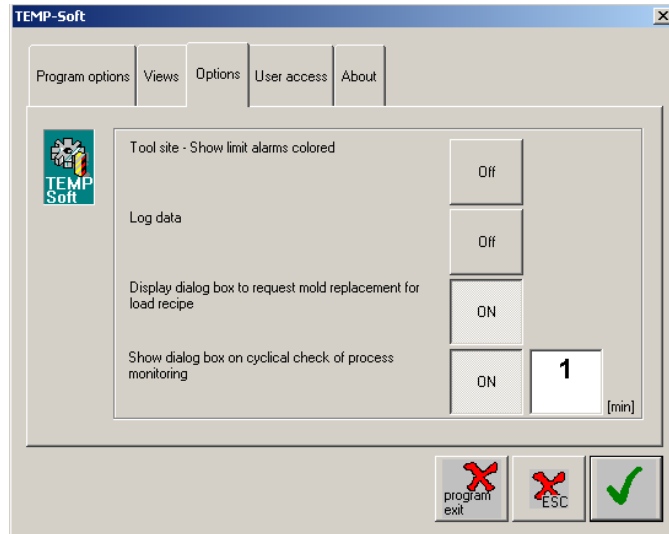 TEMP-Soft
Program options Views Options User access About
TEMP
Soft
Tool site - Show limit alarms colored
Off
Log data
Off
Display dialog box to request mold replacement for
load recipe
ON
Show dialog box on cyclical check of process
monitoring
ON
1
[min]
program
exit
ESC